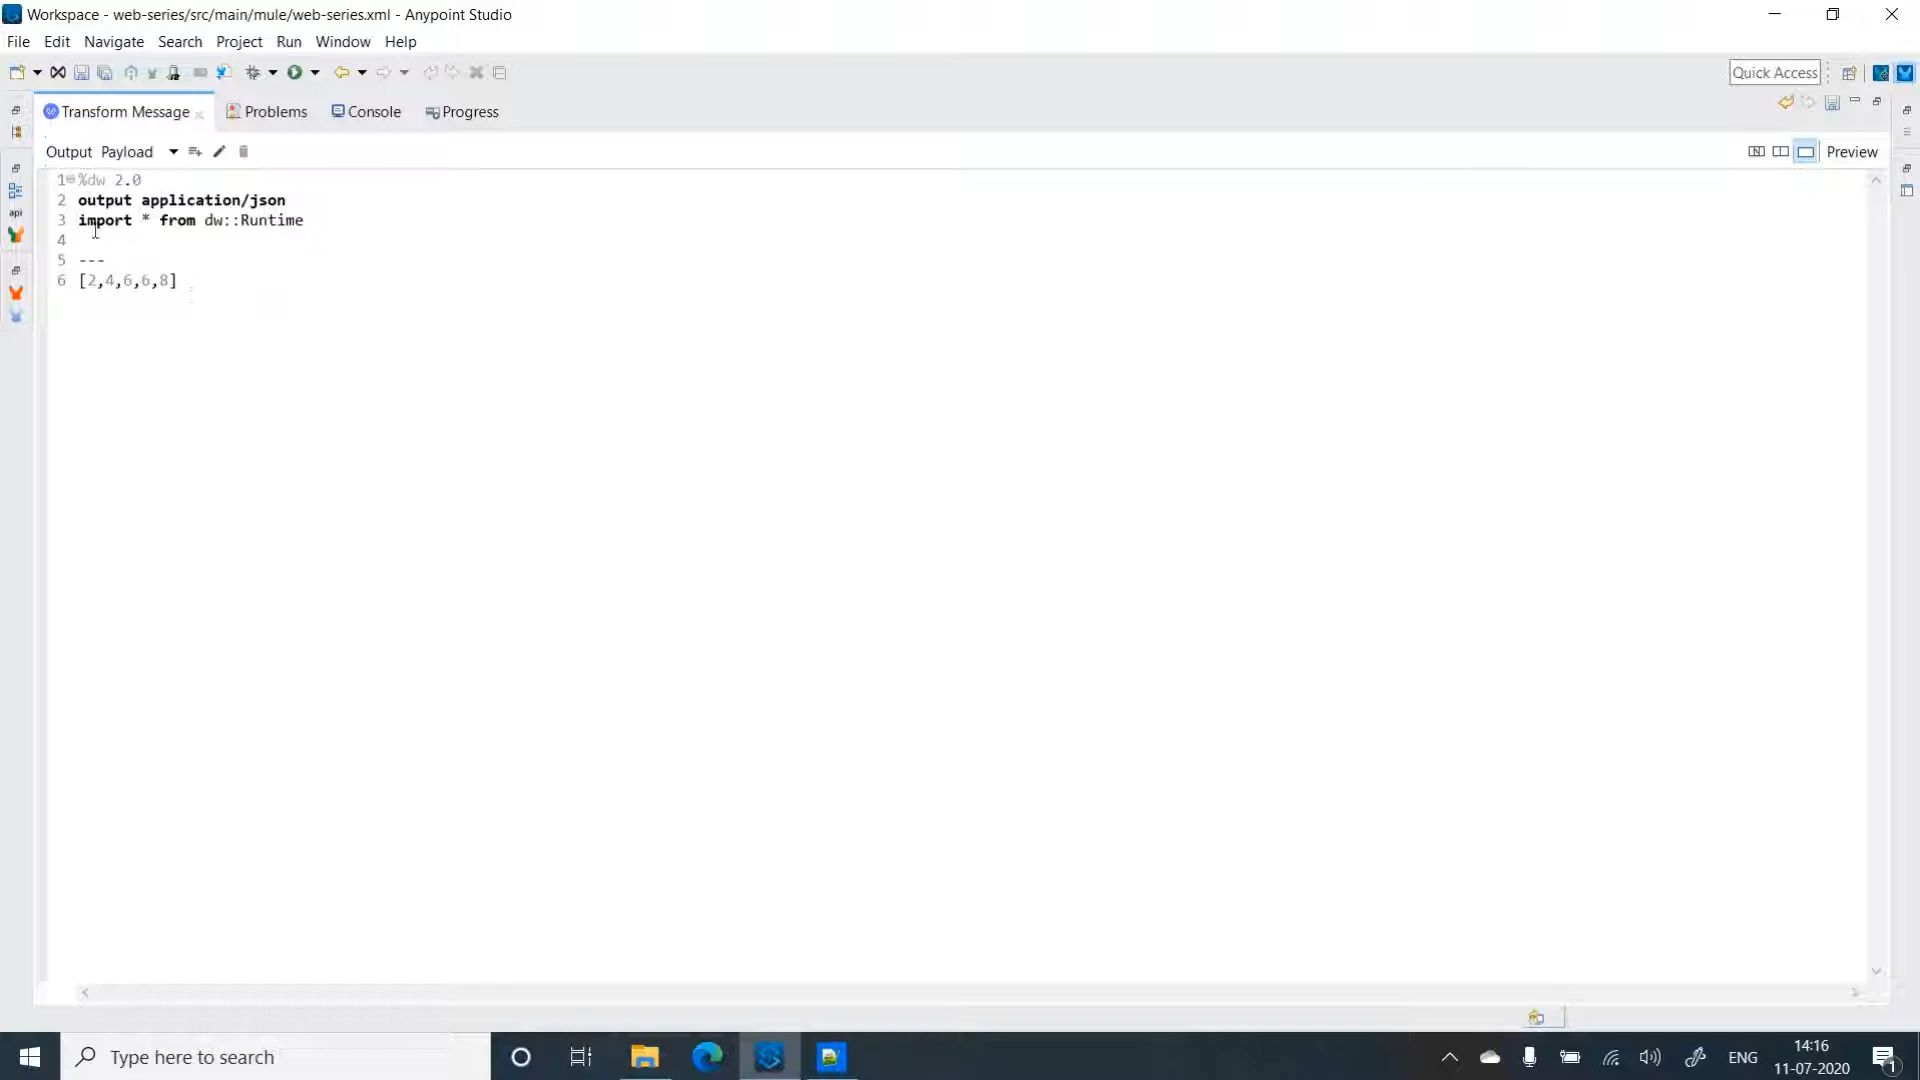 Workspace - web-series/src/main/mule/web-series.xml - Anypoint Studio
File Edit Navigate Search Project Run Window Help
Quick Access
Transform Message Problems Console Progress
Output Payload Preview
1 %dw 2.0
2 output application/json
3 import * from dw::Runtime
4
5 ---
6 [2,4,6,6,8]
api
Type here to search
ENG
14:16
11-07-2020
1